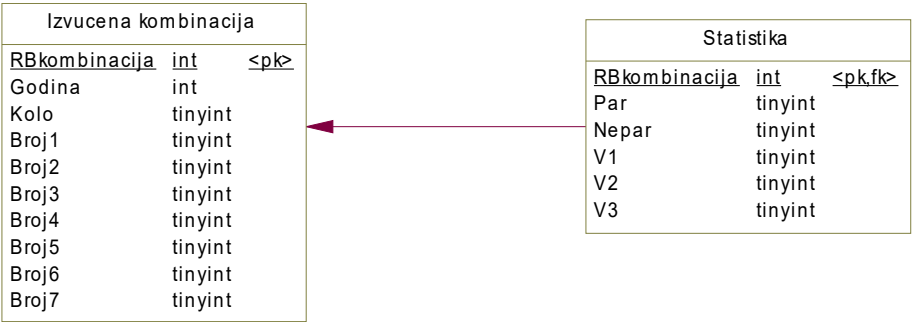 Izvucena kombinacija
RBkombinacija int <pk>
Godina int
Kolo tinyint
Broj1 tinyint
Broj2 tinyint
Broj3 tinyint
Broj4 tinyint
Broj5 tinyint
Broj6 tinyint
Broj7 tinyint
Statistika
RBkombinacija int <pk,fk>
Par tinyint
Nepar tinyint
V1 tinyint
V2 tinyint
V3 tinyint